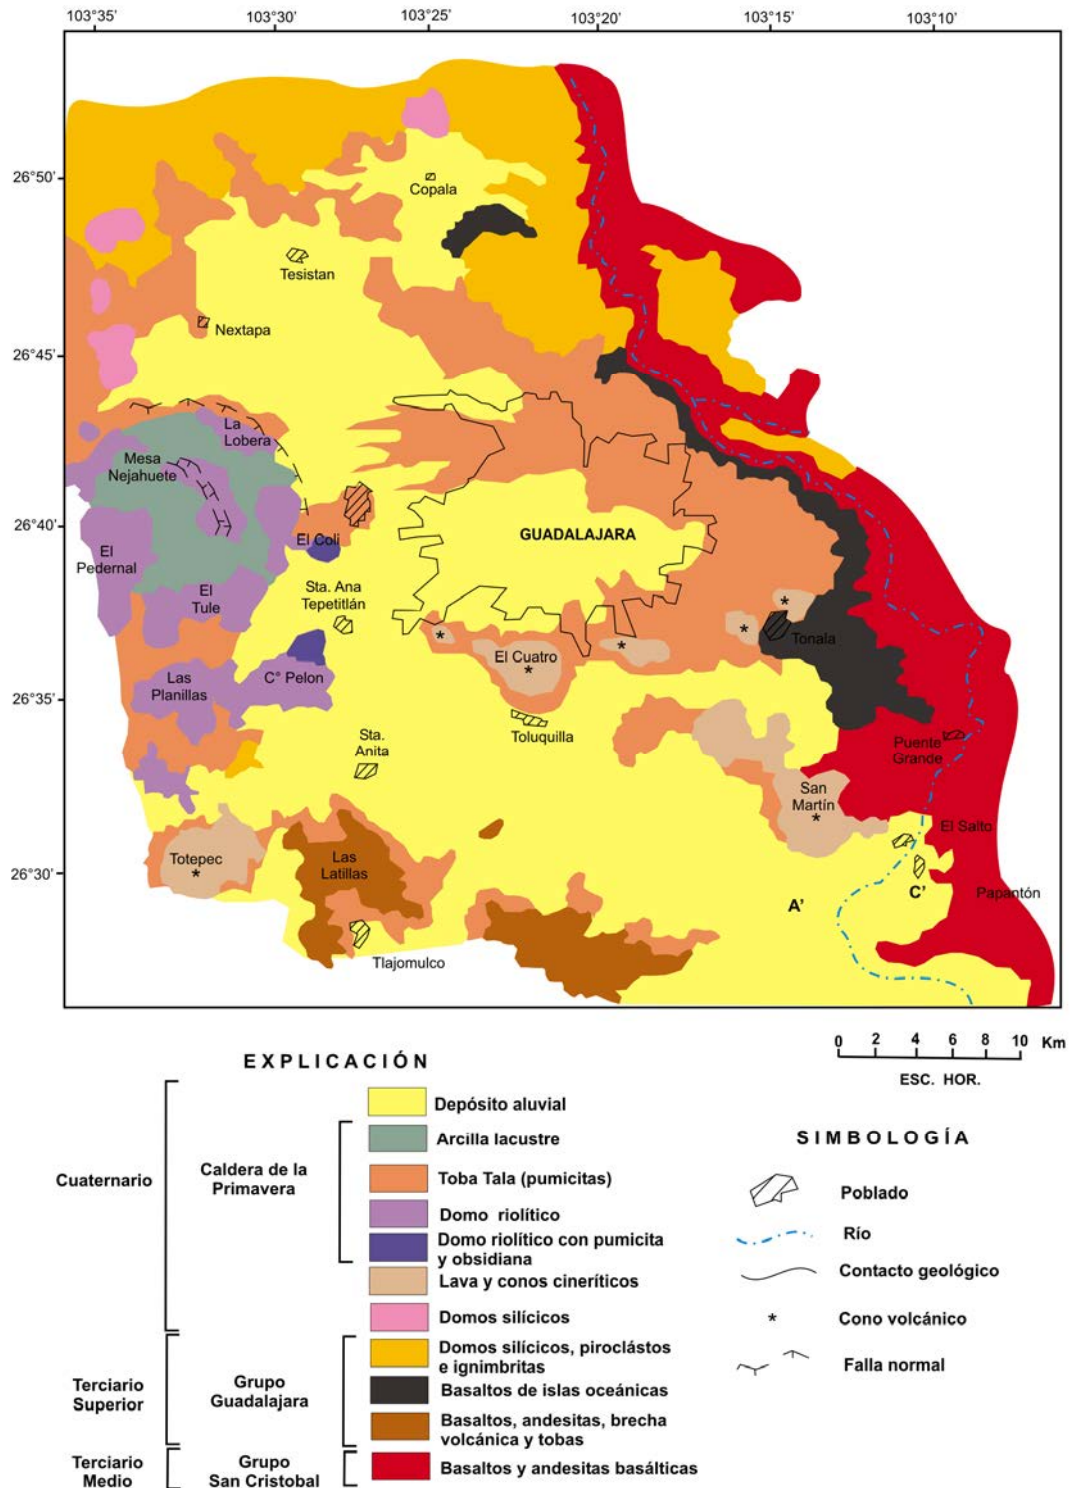 103°35' 103°30' 103°25' 103°20' 103°15' 103°10'
26°50'
Copala
Tesistan
Nextapa
26°45'
La
Lobera
Mesa
Nejahuete
26°40'
GUADALAJARA
El Coli
El
Pedernal
El
Tule
Sta. Ana
Tepetitlán
Tonala
El Cuatro
26°35'
Las
Planillas
C° Pelon
Toluquilla
Sta.
Anita
Puente
Grande
San
Martín
El Salto
26°30'
Totepec
Las
Latillas
A'
C'
Papantón
Tlajomulco
0 2 4 6 8 10 Km
ESC. HOR.
EXPLICACIÓN
Cuaternario
Caldera de la
Primavera
Depósito aluvial
Arcilla lacustre
Toba Tala (pumicitas)
Domo riolítico
Domo riolítico con pumicita
y obsidiana
Lava y conos cineríticos
Domos silícicos
Terciario
Superior
Grupo
Guadalajara
Domos silícicos, piroclástos
e ignimbritas
Basaltos de islas oceánicas
Basaltos, andesitas, brecha
volcánica y tobas
Terciario
Medio
Grupo
San Cristobal
Basaltos y andesitas basálticas
SIMBOLOGÍA
Poblado
Río
Contacto geológico
Cono volcánico
Falla normal